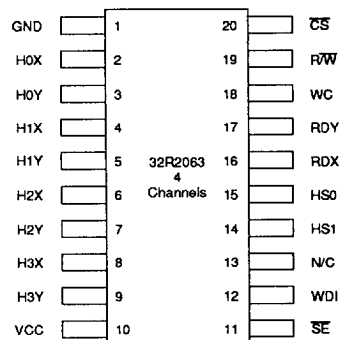 GND 1 20 C̅S̅
H0X 2 19 R/W̅
H0Y 3 18 WC
H1X 4 17 RDY
H1Y 5 32R2063 16 RDX
4
H2X 6 Channels 15 HS0
H2Y 7 14 HS1
H3X 8 13 N/C
H3Y 9 12 WDI
VCC 10 11 S̅E̅